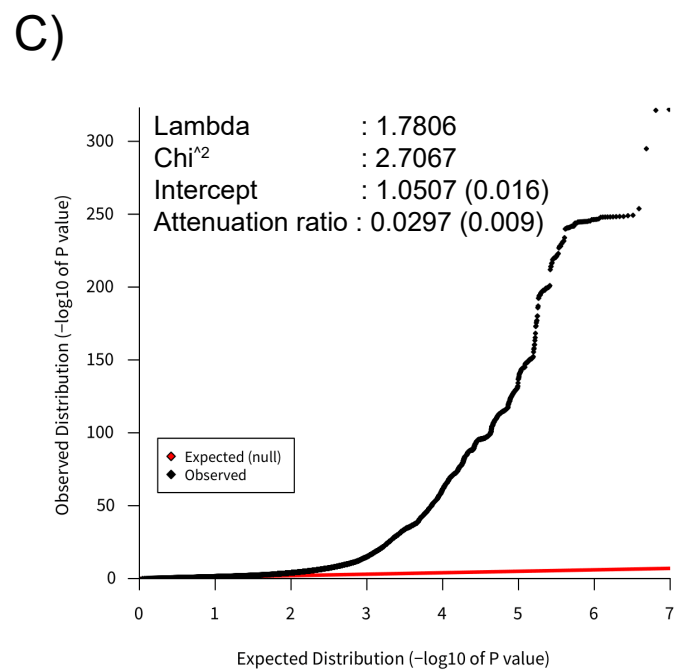 C)
Lambda : 1.7806
Chi^2 : 2.7067
Intercept : 1.0507 (0.016)
Attenuation ratio : 0.0297 (0.009)
Observed Distribution (−log10 of P value)
300
250
200
150
100
50
0
Expected (null)
Observed
0 1 2 3 4 5 6 7
Expected Distribution (−log10 of P value)